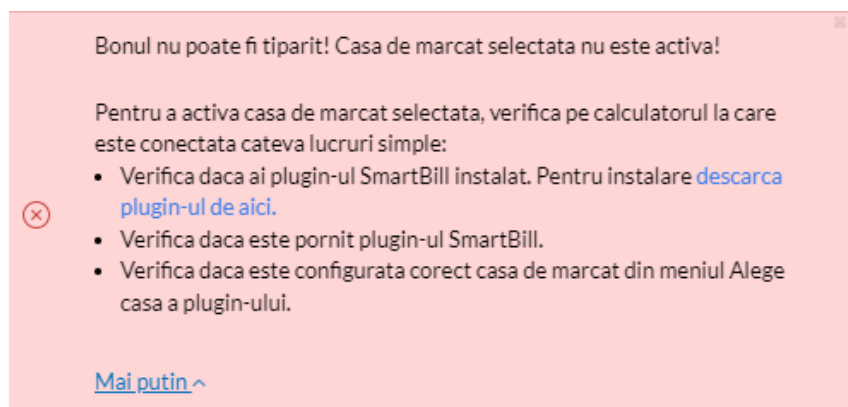 Bonul nu poate fi tiparit! Casa de marcat selectata nu este activa!
Pentru a activa casa de marcat selectata, verifica pe calculatorul la care
este conectata cateva lucruri simple:
• Verifica daca ai plugin-ul SmartBill instalat. Pentru instalare descarca
plugin-ul de aici.
• Verifica daca este pornit plugin-ul SmartBill.
• Verifica daca este configurata corect casa de marcat din meniul Alege
casa a plugin-ului.
Mai putin